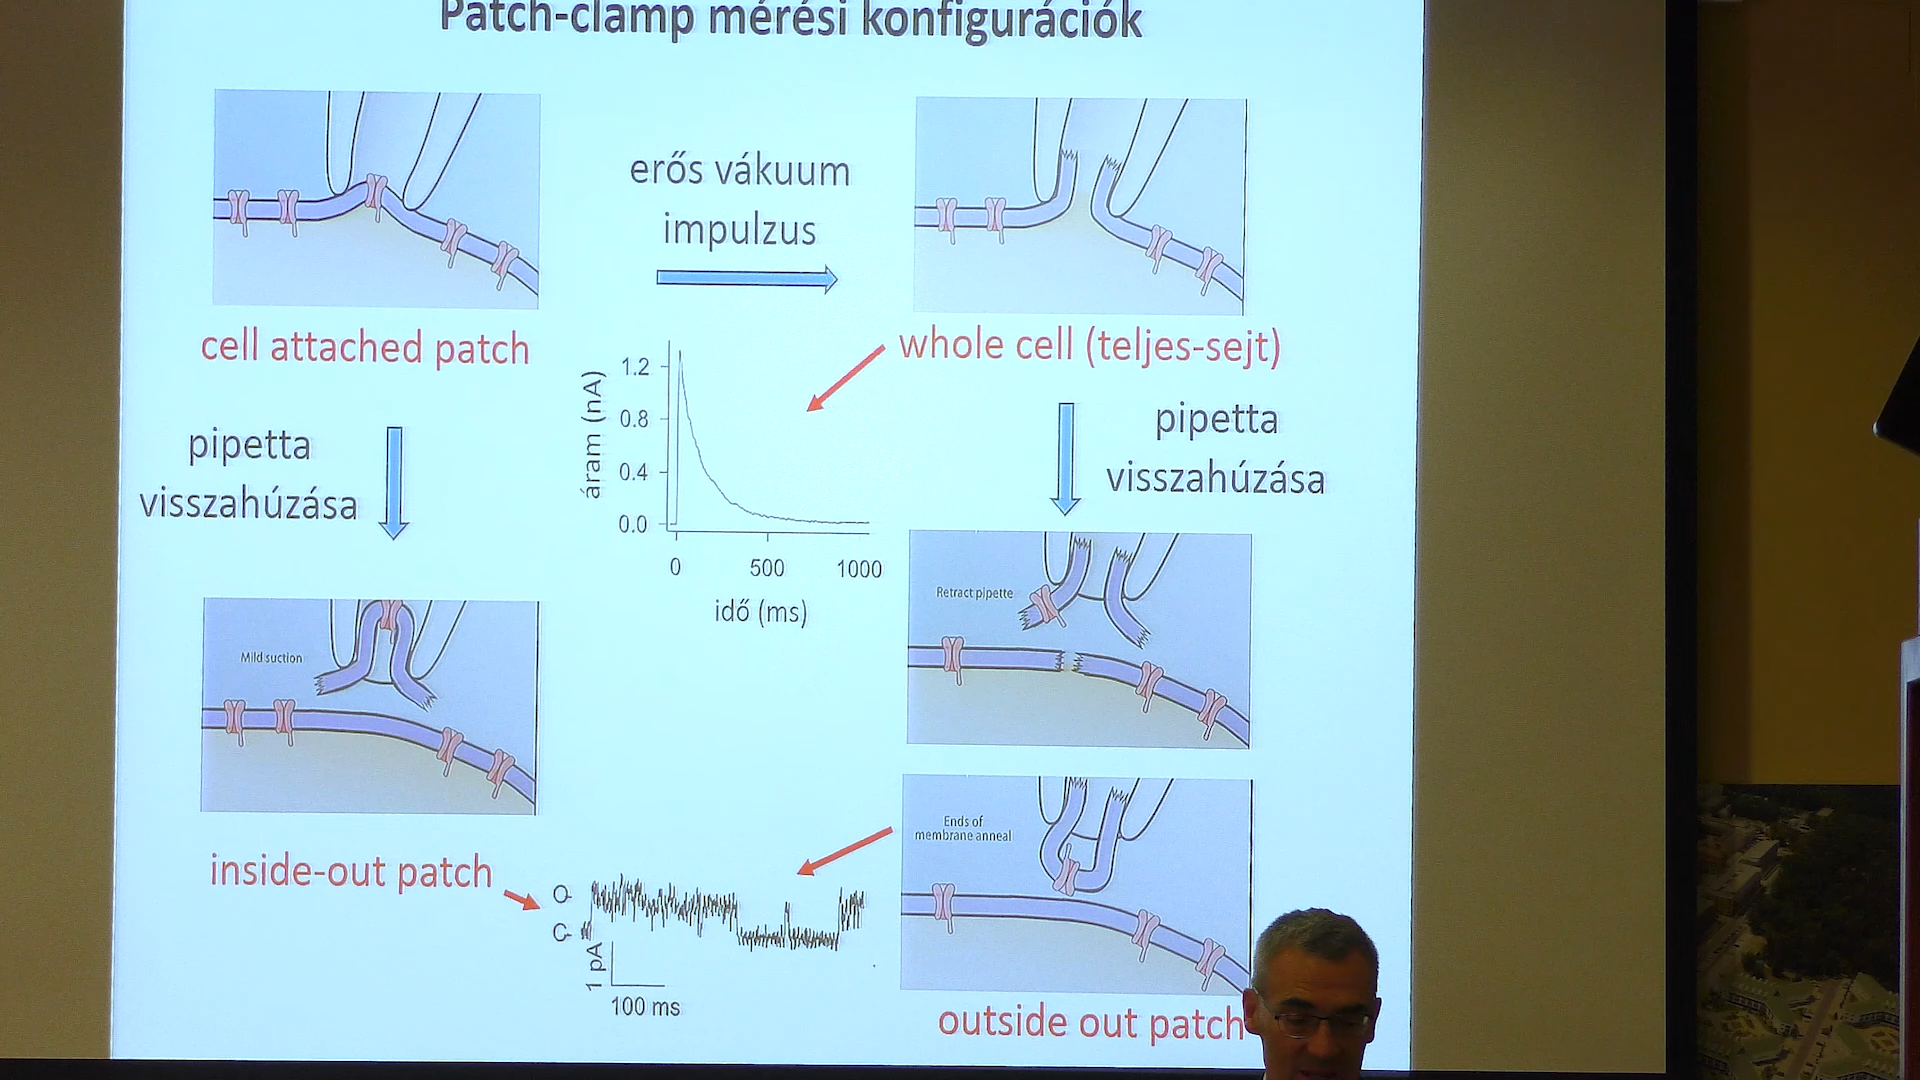 Patch-clamp mérési konfigurációk
erős vákuum
impulzus
cell attached patch
whole cell (teljes-sejt)
pipetta
visszahúzása
áram (nA)
1.2
0.8
0.4
0.0
0 500 1000
idő (ms)
pipetta
visszahúzása
Retract pipette
Mild suction
Ends of
membrane anneal
inside-out patch
O
C
1 pA
100 ms
outside out patch